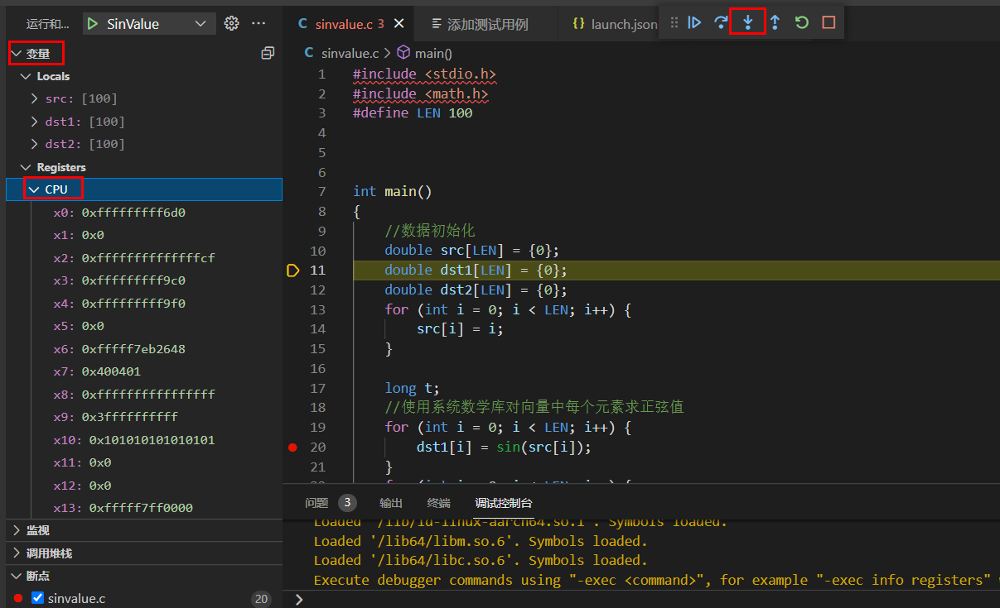 运行和... SinValue ...
变量
Locals
src: [100]
dst1: [100]
dst2: [100]
Registers
CPU
x0: 0xfffffffff6d0
x1: 0x0
x2: 0xffffffffffffffcf
x3: 0xfffffffff9c0
x4: 0xfffffffff9f0
x5: 0x0
x6: 0xfffff7eb2648
x7: 0x400401
x8: 0xffffffffffffffff
x9: 0x3ffffffffff
x10: 0x101010101010101
x11: 0x0
x12: 0x0
x13: 0xfffff7ff0000
监视
调用堆栈
断点
sinvalue.c 20
C sinvalue.c 3 添加测试用例 {} launch.json
C sinvalue.c > main()
1 #include <stdio.h>
2 #include <math.h>
3 #define LEN 100
4
5
6
7 int main()
8 {
9 //数据初始化
10 double src[LEN] = {0};
11 double dst1[LEN] = {0};
12 double dst2[LEN] = {0};
13 for (int i = 0; i < LEN; i++) {
14 src[i] = i;
15 }
16
17 long t;
18 //使用系统数学库对向量中每个元素求正弦值
19 for (int i = 0; i < LEN; i++) {
20 dst1[i] = sin(src[i]);
21 }
问题 3 输出 终端 调试控制台
Loaded '/lib/ld-linux-aarch64.so.1'. Symbols loaded.
Loaded '/lib64/libm.so.6'. Symbols loaded.
Loaded '/lib64/libc.so.6'. Symbols loaded.
Execute debugger commands using "-exec <command>", for example "-exec info registers"